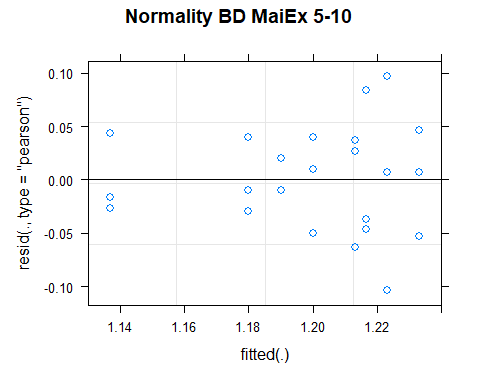 Normality BD MaiEx 5-10
resid(., type = "pearson")
0.10
0.05
0.00
-0.05
-0.10
1.14 1.16 1.18 1.20 1.22
fitted(.)